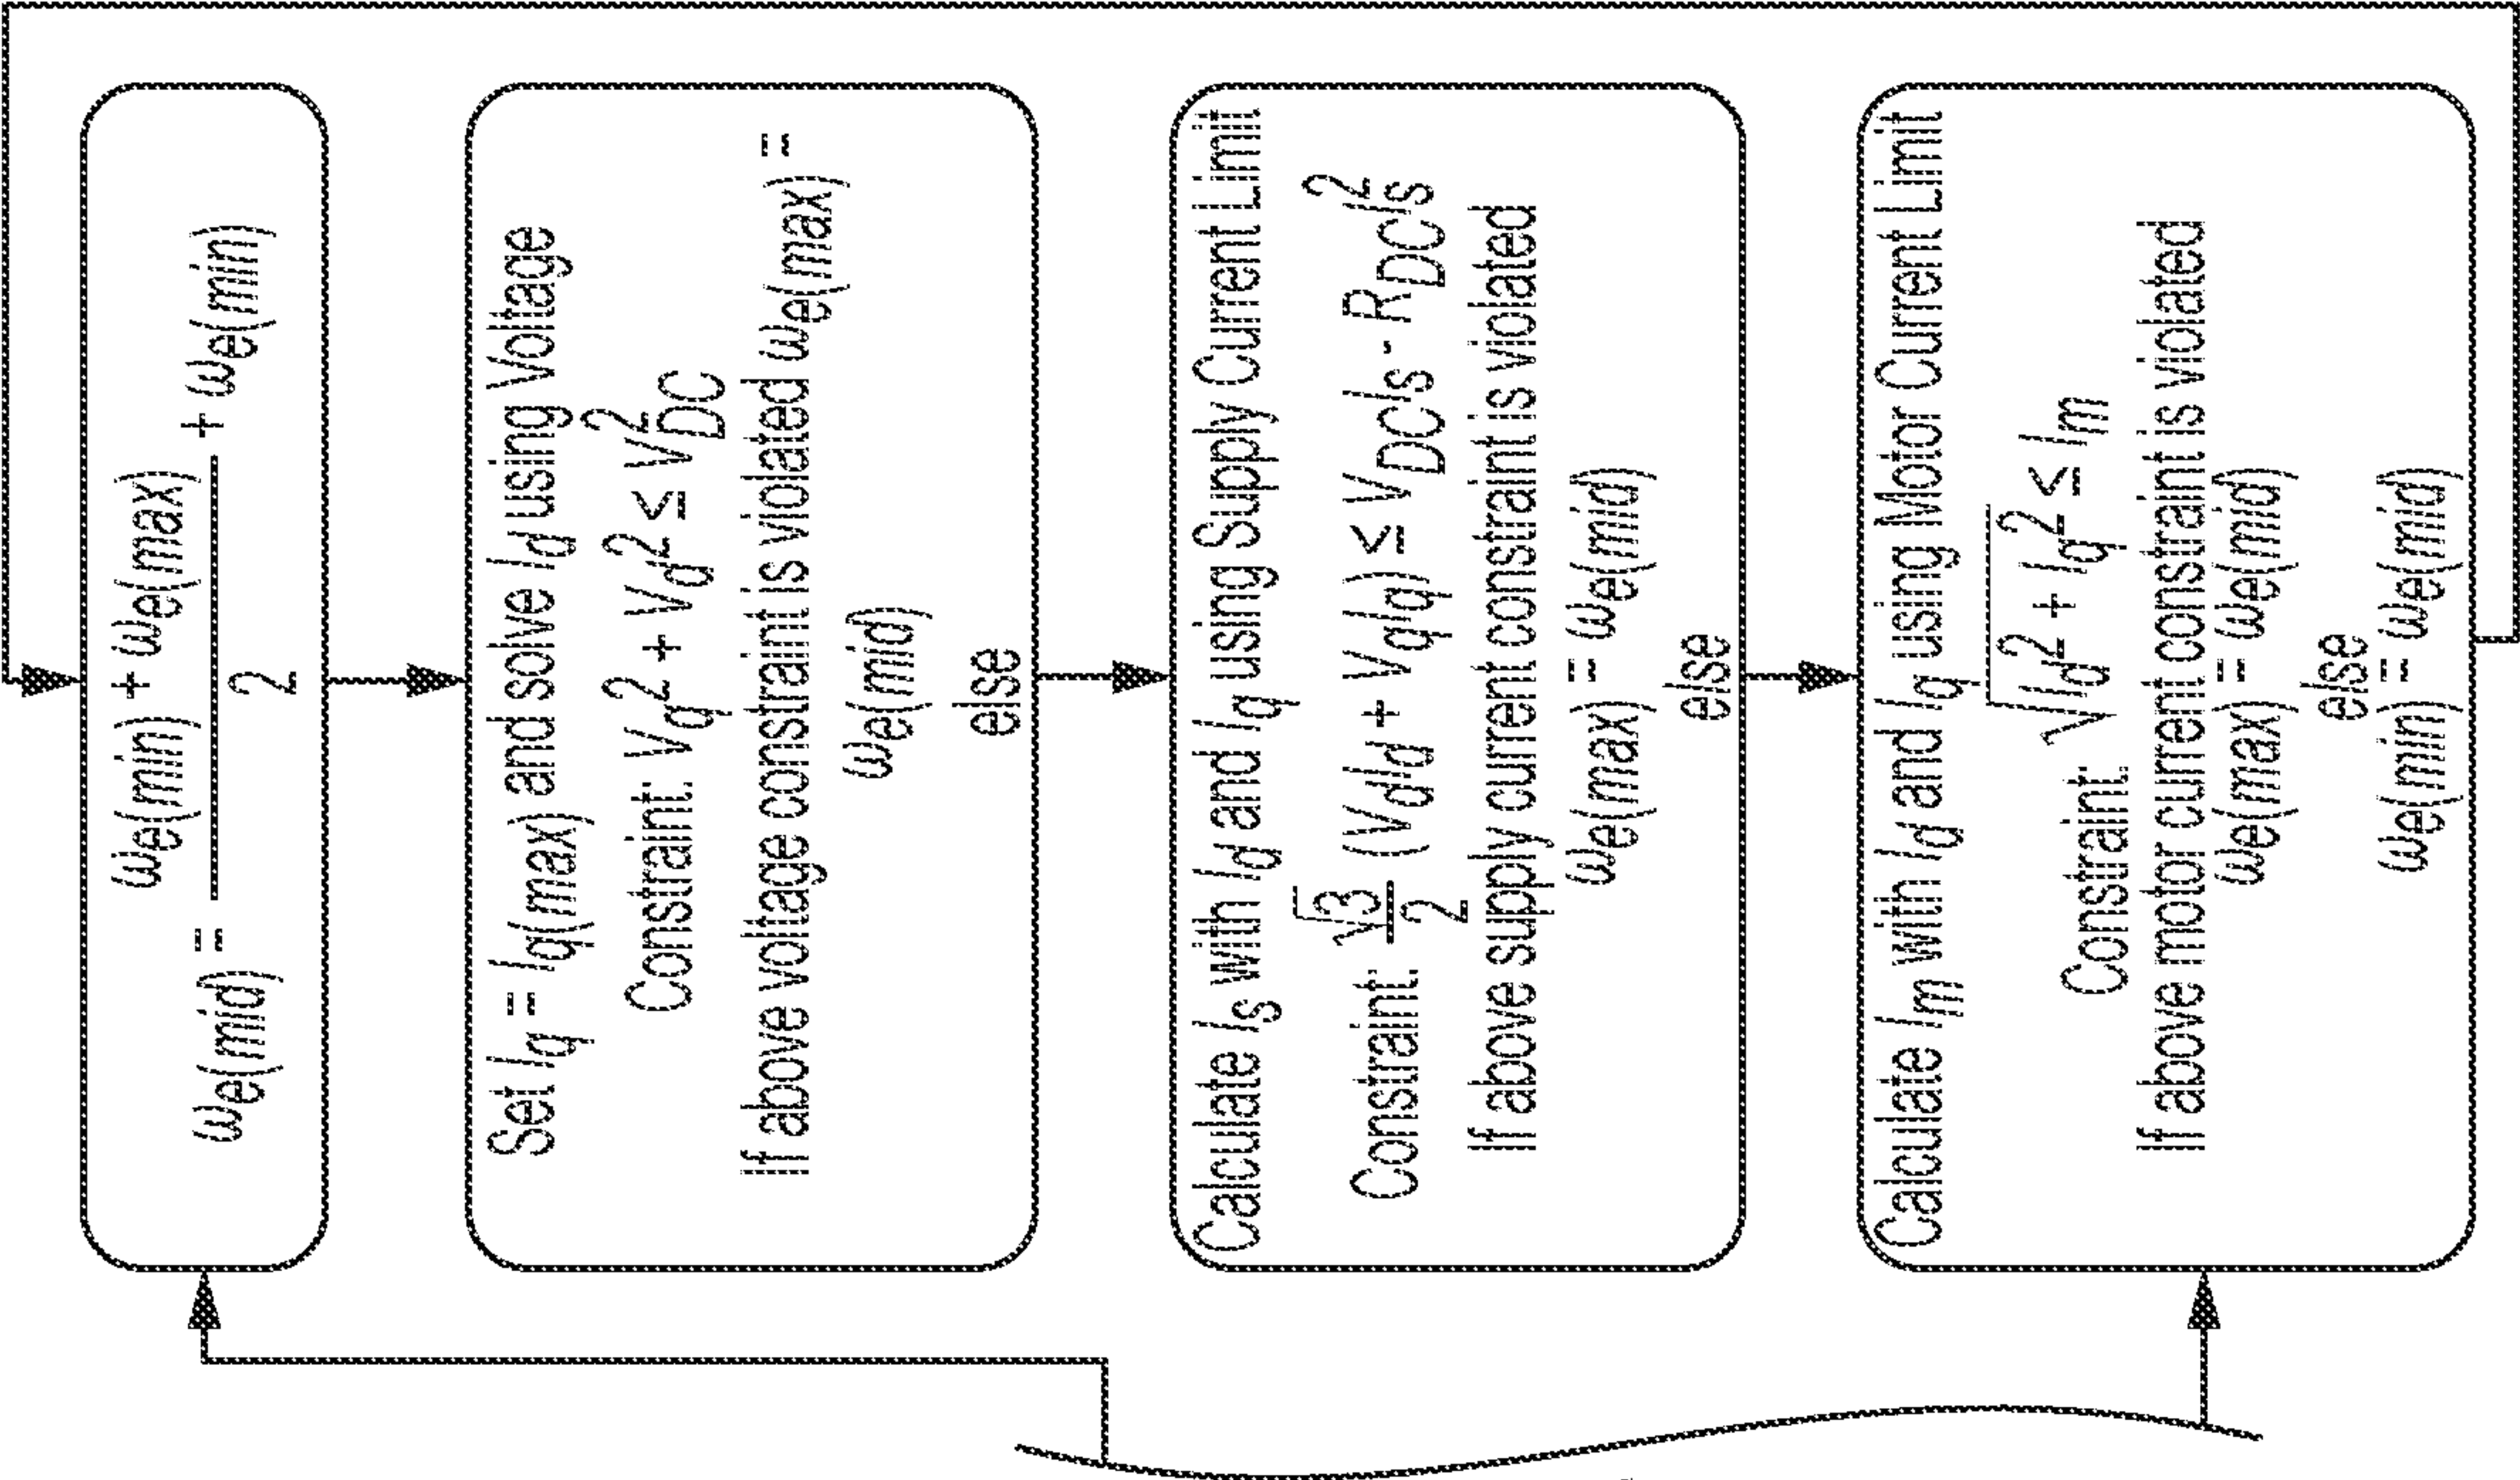 ωe(mid) = ωe(min) + ωe(max) / 2 + ωe(min)
Set Iq = Iq(max) and solve Id using Voltage
Constraint: Vq² + Vd² ≤ V²DC
If above voltage constraint is violated ωe(max) =
ωe(mid)
else
Calculate Is with Id and Iq using Supply Current Limit
Constraint: √3/2 (VdId + VqIq) ≤ VDCIs - RDCIs²
If above supply current constraint is violated
ωe(max) = ωe(mid)
else
Calculate Im with Id and Iq using Motor Current Limit
Constraint: √Id² + Iq² ≤ Im
If above motor current constraint is violated
ωe(max) = ωe(mid)
else
ωe(min) = ωe(mid)